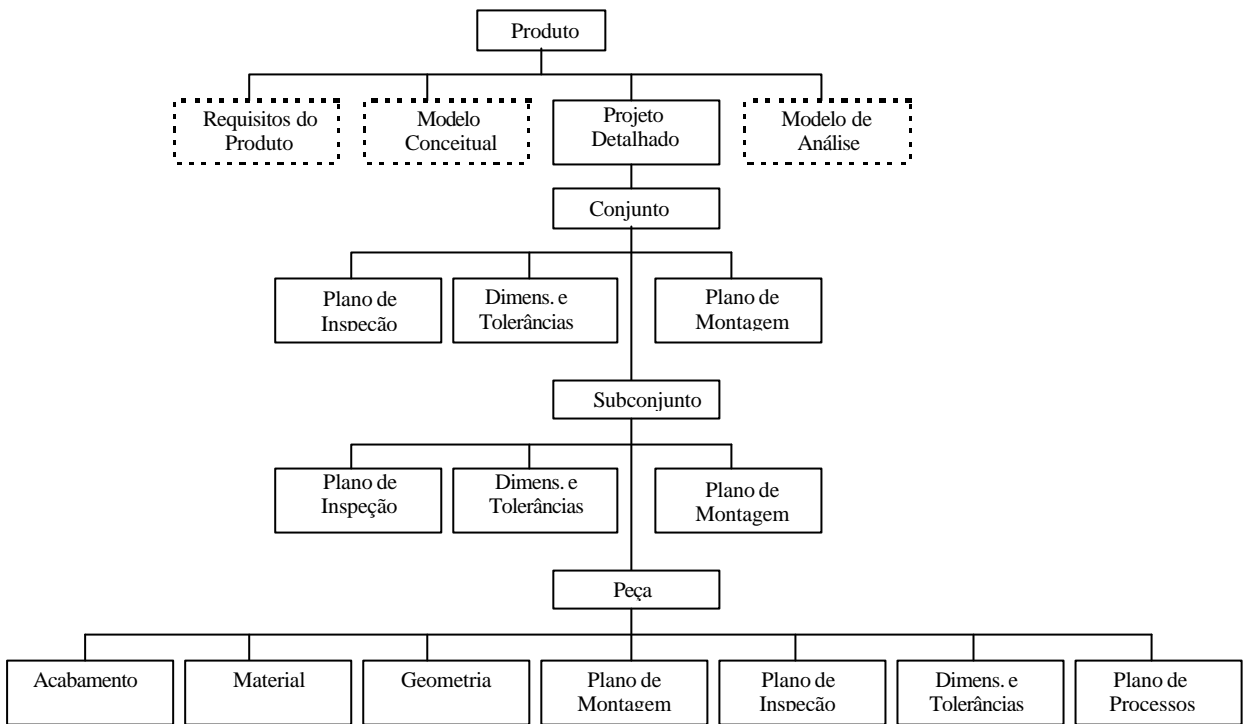 Produto
Requisitos do
Produto
Modelo
Conceitual
Projeto
Detalhado
Modelo de
Análise
Conjunto
Plano de
Inspeção
Dimens. e
Tolerâncias
Plano de
Montagem
Subconjunto
Plano de
Inspeção
Dimens. e
Tolerâncias
Plano de
Montagem
Peça
Acabamento
Material
Geometria
Plano de
Montagem
Plano de
Inspeção
Dimens. e
Tolerâncias
Plano de
Processos